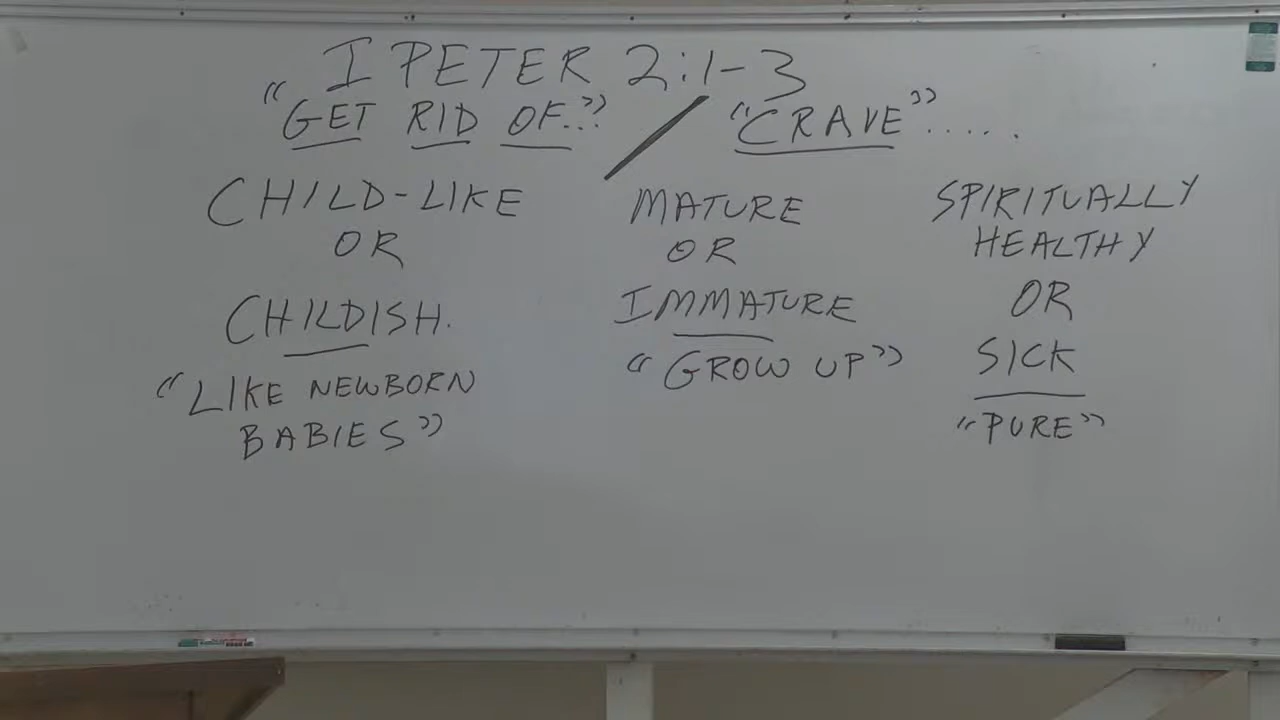 I PETER 2:1-3
"GET RID OF..." / "CRAVE".....
CHILD-LIKE
OR
CHILDISH.
"LIKE NEWBORN
BABIES"
MATURE
OR
IMMATURE
"GROW UP"
SPIRITUALLY
HEALTHY
OR
SICK
"PURE"